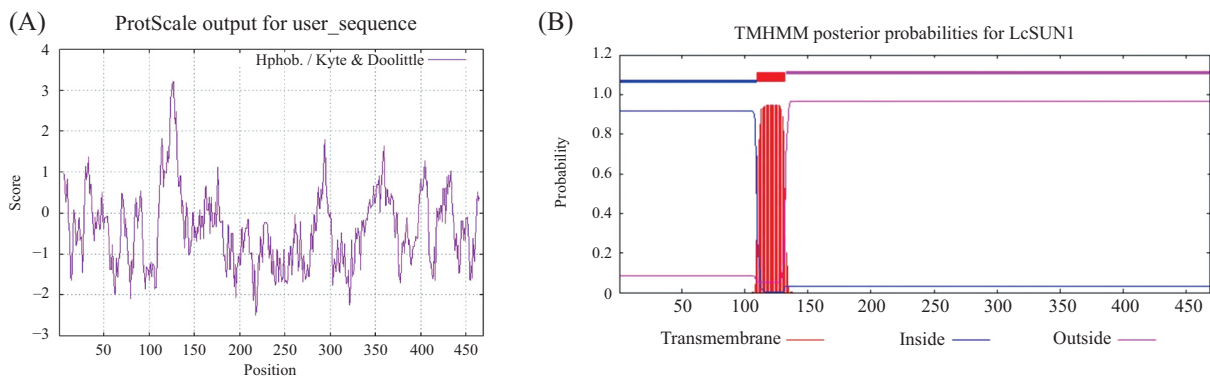 (A)
ProtScale output for user_sequence
Hphob. / Kyte & Doolittle
4
3
2
1
0
−1
−2
−3
Score
50 100 150 200 250 300 350 400 450
Position
(B)
TMHMM posterior probabilities for LcSUN1
1.2
1.0
0.8
0.6
0.4
0.2
0
Probability
50 100 150 200 250 300 350 400 450
Transmembrane Inside Outside